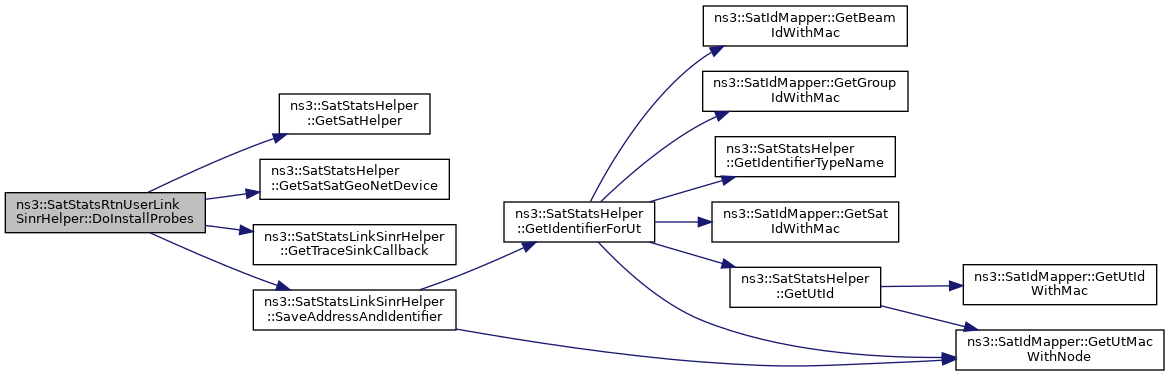 ns3::SatStatsRtnUserLink
SinrHelper::DoInstallProbes
ns3::SatStatsHelper
::GetSatHelper
ns3::SatStatsHelper
::GetSatSatGeoNetDevice
ns3::SatStatsLinkSinrHelper
::GetTraceSinkCallback
ns3::SatStatsLinkSinrHelper
::SaveAddressAndIdentifier
ns3::SatStatsHelper
::GetIdentifierForUt
ns3::SatIdMapper::GetBeam
IdWithMac
ns3::SatIdMapper::GetGroup
IdWithMac
ns3::SatStatsHelper
::GetIdentifierTypeName
ns3::SatIdMapper::GetSat
IdWithMac
ns3::SatStatsHelper
::GetUtId
ns3::SatIdMapper::GetUtId
WithMac
ns3::SatIdMapper::GetUtMac
WithNode